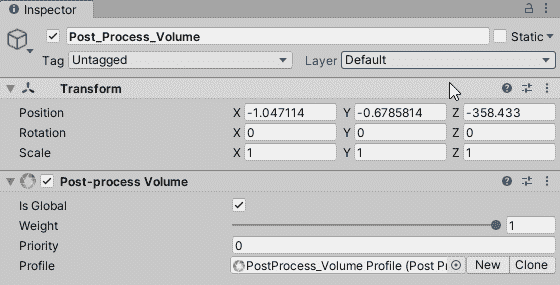 Inspector
Post_Process_Volume Static
Tag Untagged Layer Default
Transform
Position X -1.047114 Y -0.6785814 Z -358.433
Rotation X 0 Y 0 Z 0
Scale X 1 Y 1 Z 1
Post-process Volume
Is Global
Weight 1
Priority 0
Profile PostProcess_Volume Profile (Post Pr New Clone